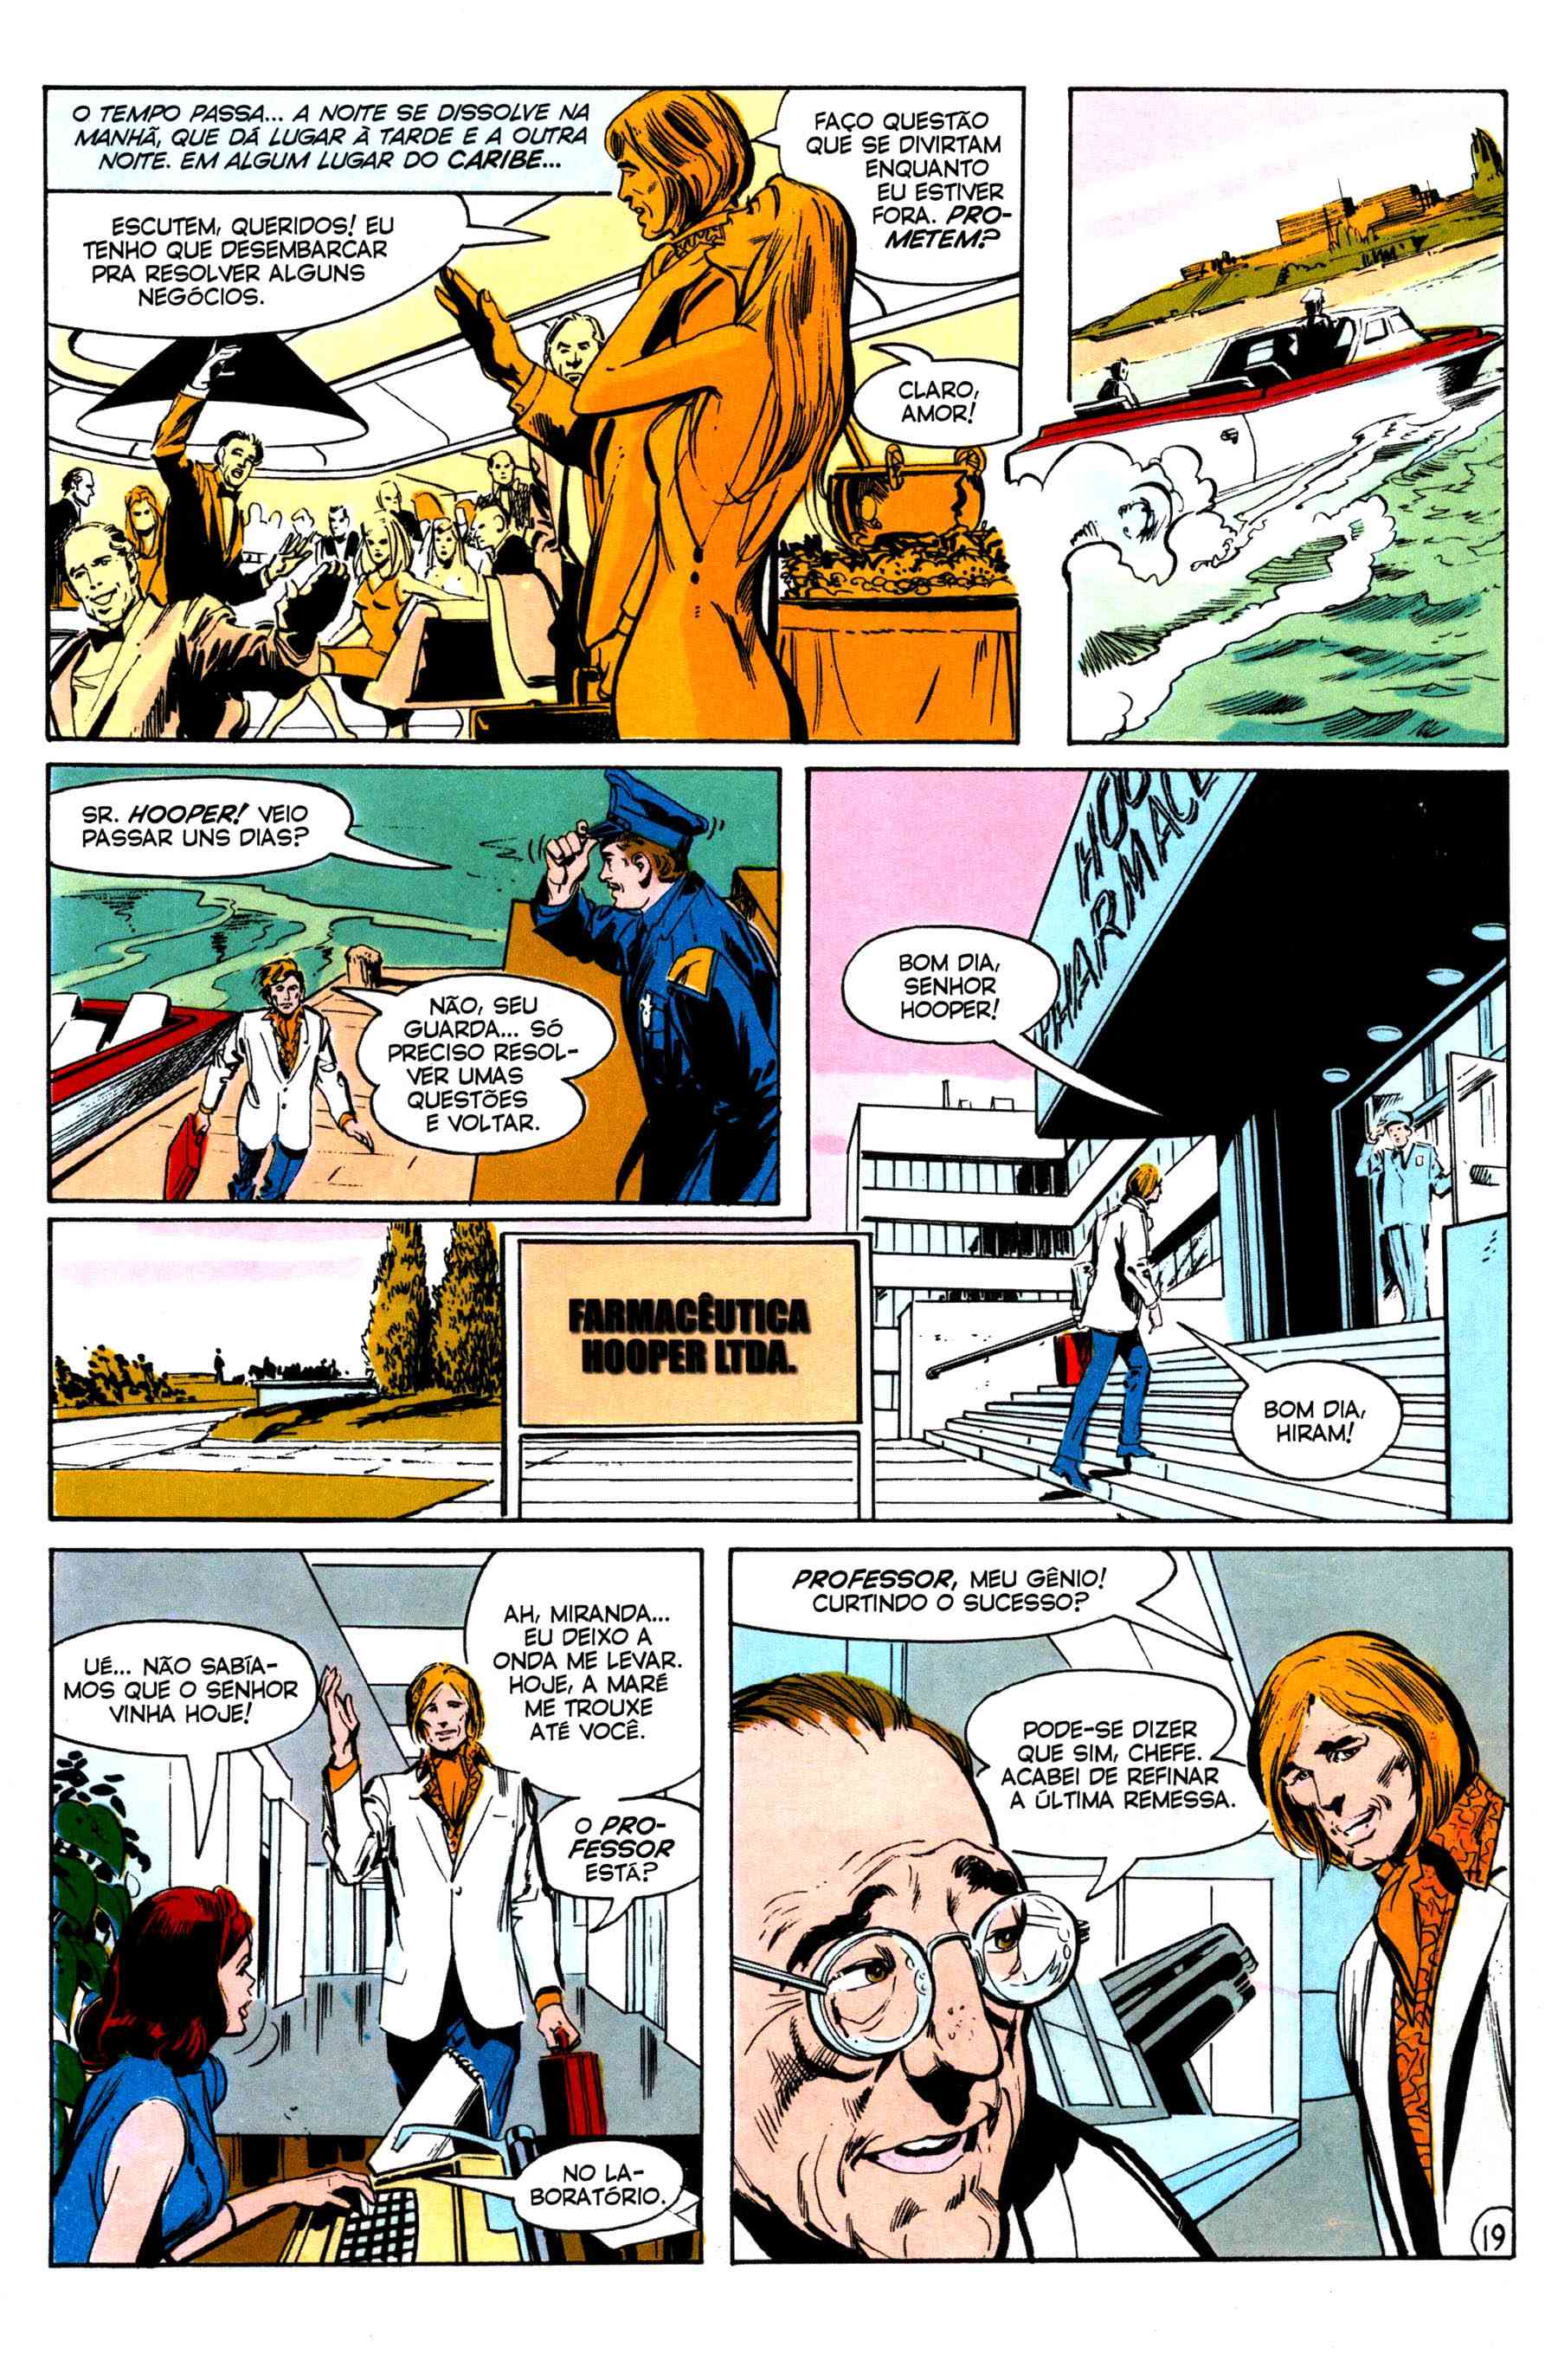 O TEMPO PASSA... A NOITE SE DISSOLVE NA
MANHÃ, QUE DÁ LUGAR À TARDE E A OUTRA
NOITE. EM ALGUM LUGAR DO CARIBE...
ESCUTEM, QUERIDOS! EU
TENHO QUE DESEMBARCAR
PRA RESOLVER ALGUNS
NEGÓCIOS.
FAÇO QUESTÃO
QUE SE DIVIRTAM
ENQUANTO
EU ESTIVER
FORA. PRO-
METEM?
CLARO,
AMOR!
SR. HOOPER! VEIO
PASSAR UNS DIAS?
NÃO, SEU
GUARDA... SÓ
PRECISO RESOL-
VER UMAS
QUESTÕES
E VOLTAR.
FARMACÊUTICA
HOOPER LTDA.
HOO
PHARMACE
BOM DIA,
SENHOR
HOOPER!
BOM DIA,
HIRAM!
UÉ... NÃO SABÍA-
MOS QUE O SENHOR
VINHA HOJE!
AH, MIRANDA...
EU DEIXO A
ONDA ME LEVAR.
HOJE, A MARÉ
ME TROUXE
ATÉ VOCÊ.
O PRO-
FESSOR
ESTÁ?
NO LA-
BORATÓRIO.
PROFESSOR, MEU GÊNIO!
CURTINDO O SUCESSO?
PODE-SE DIZER
QUE SIM, CHEFE.
ACABEI DE REFINAR
A ÚLTIMA REMESSA.
19